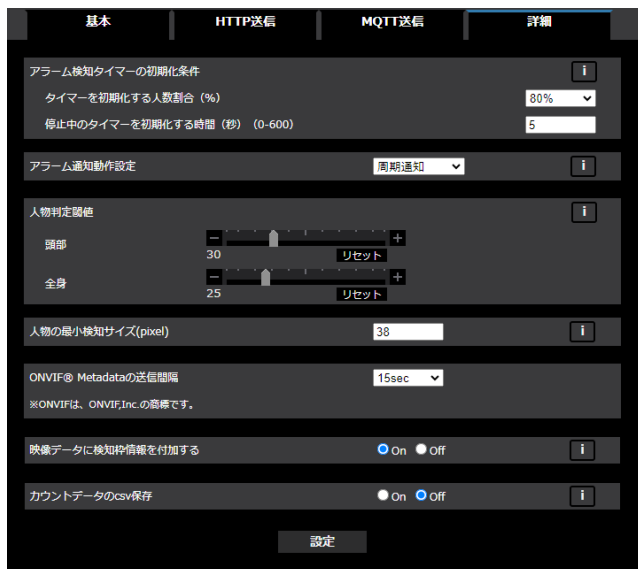 基本 HTTP送信 MQTT送信 詳細
アラーム検知タイマーの初期化条件 i
タイマーを初期化する人数割合（%） 80%
停止中のタイマーを初期化する時間（秒）（0-600） 5
アラーム通知動作設定 周期通知 i
人物判定閾値 i
頭部 − +
30 リセット
全身 − +
25 リセット
人物の最小検知サイズ(pixel) 38 i
ONVIF® Metadataの送信間隔 15sec
※ONVIFは、ONVIF,Inc.の商標です。
映像データに検知枠情報を付加する On Off i
カウントデータのcsv保存 On Off i
設定